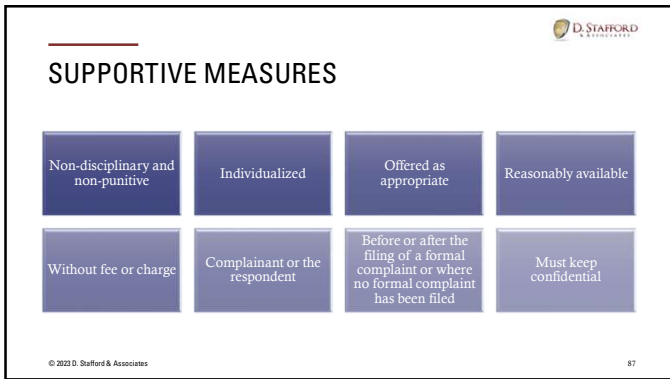 D. STAFFORD
& ASSOCIATES
SUPPORTIVE MEASURES
Non-disciplinary and
non-punitive
Individualized
Offered as
appropriate
Reasonably available
Without fee or charge
Complainant or the
respondent
Before or after the
filing of a formal
complaint or where
no formal complaint
has been filed
Must keep
confidential
© 2023 D. Stafford & Associates
87